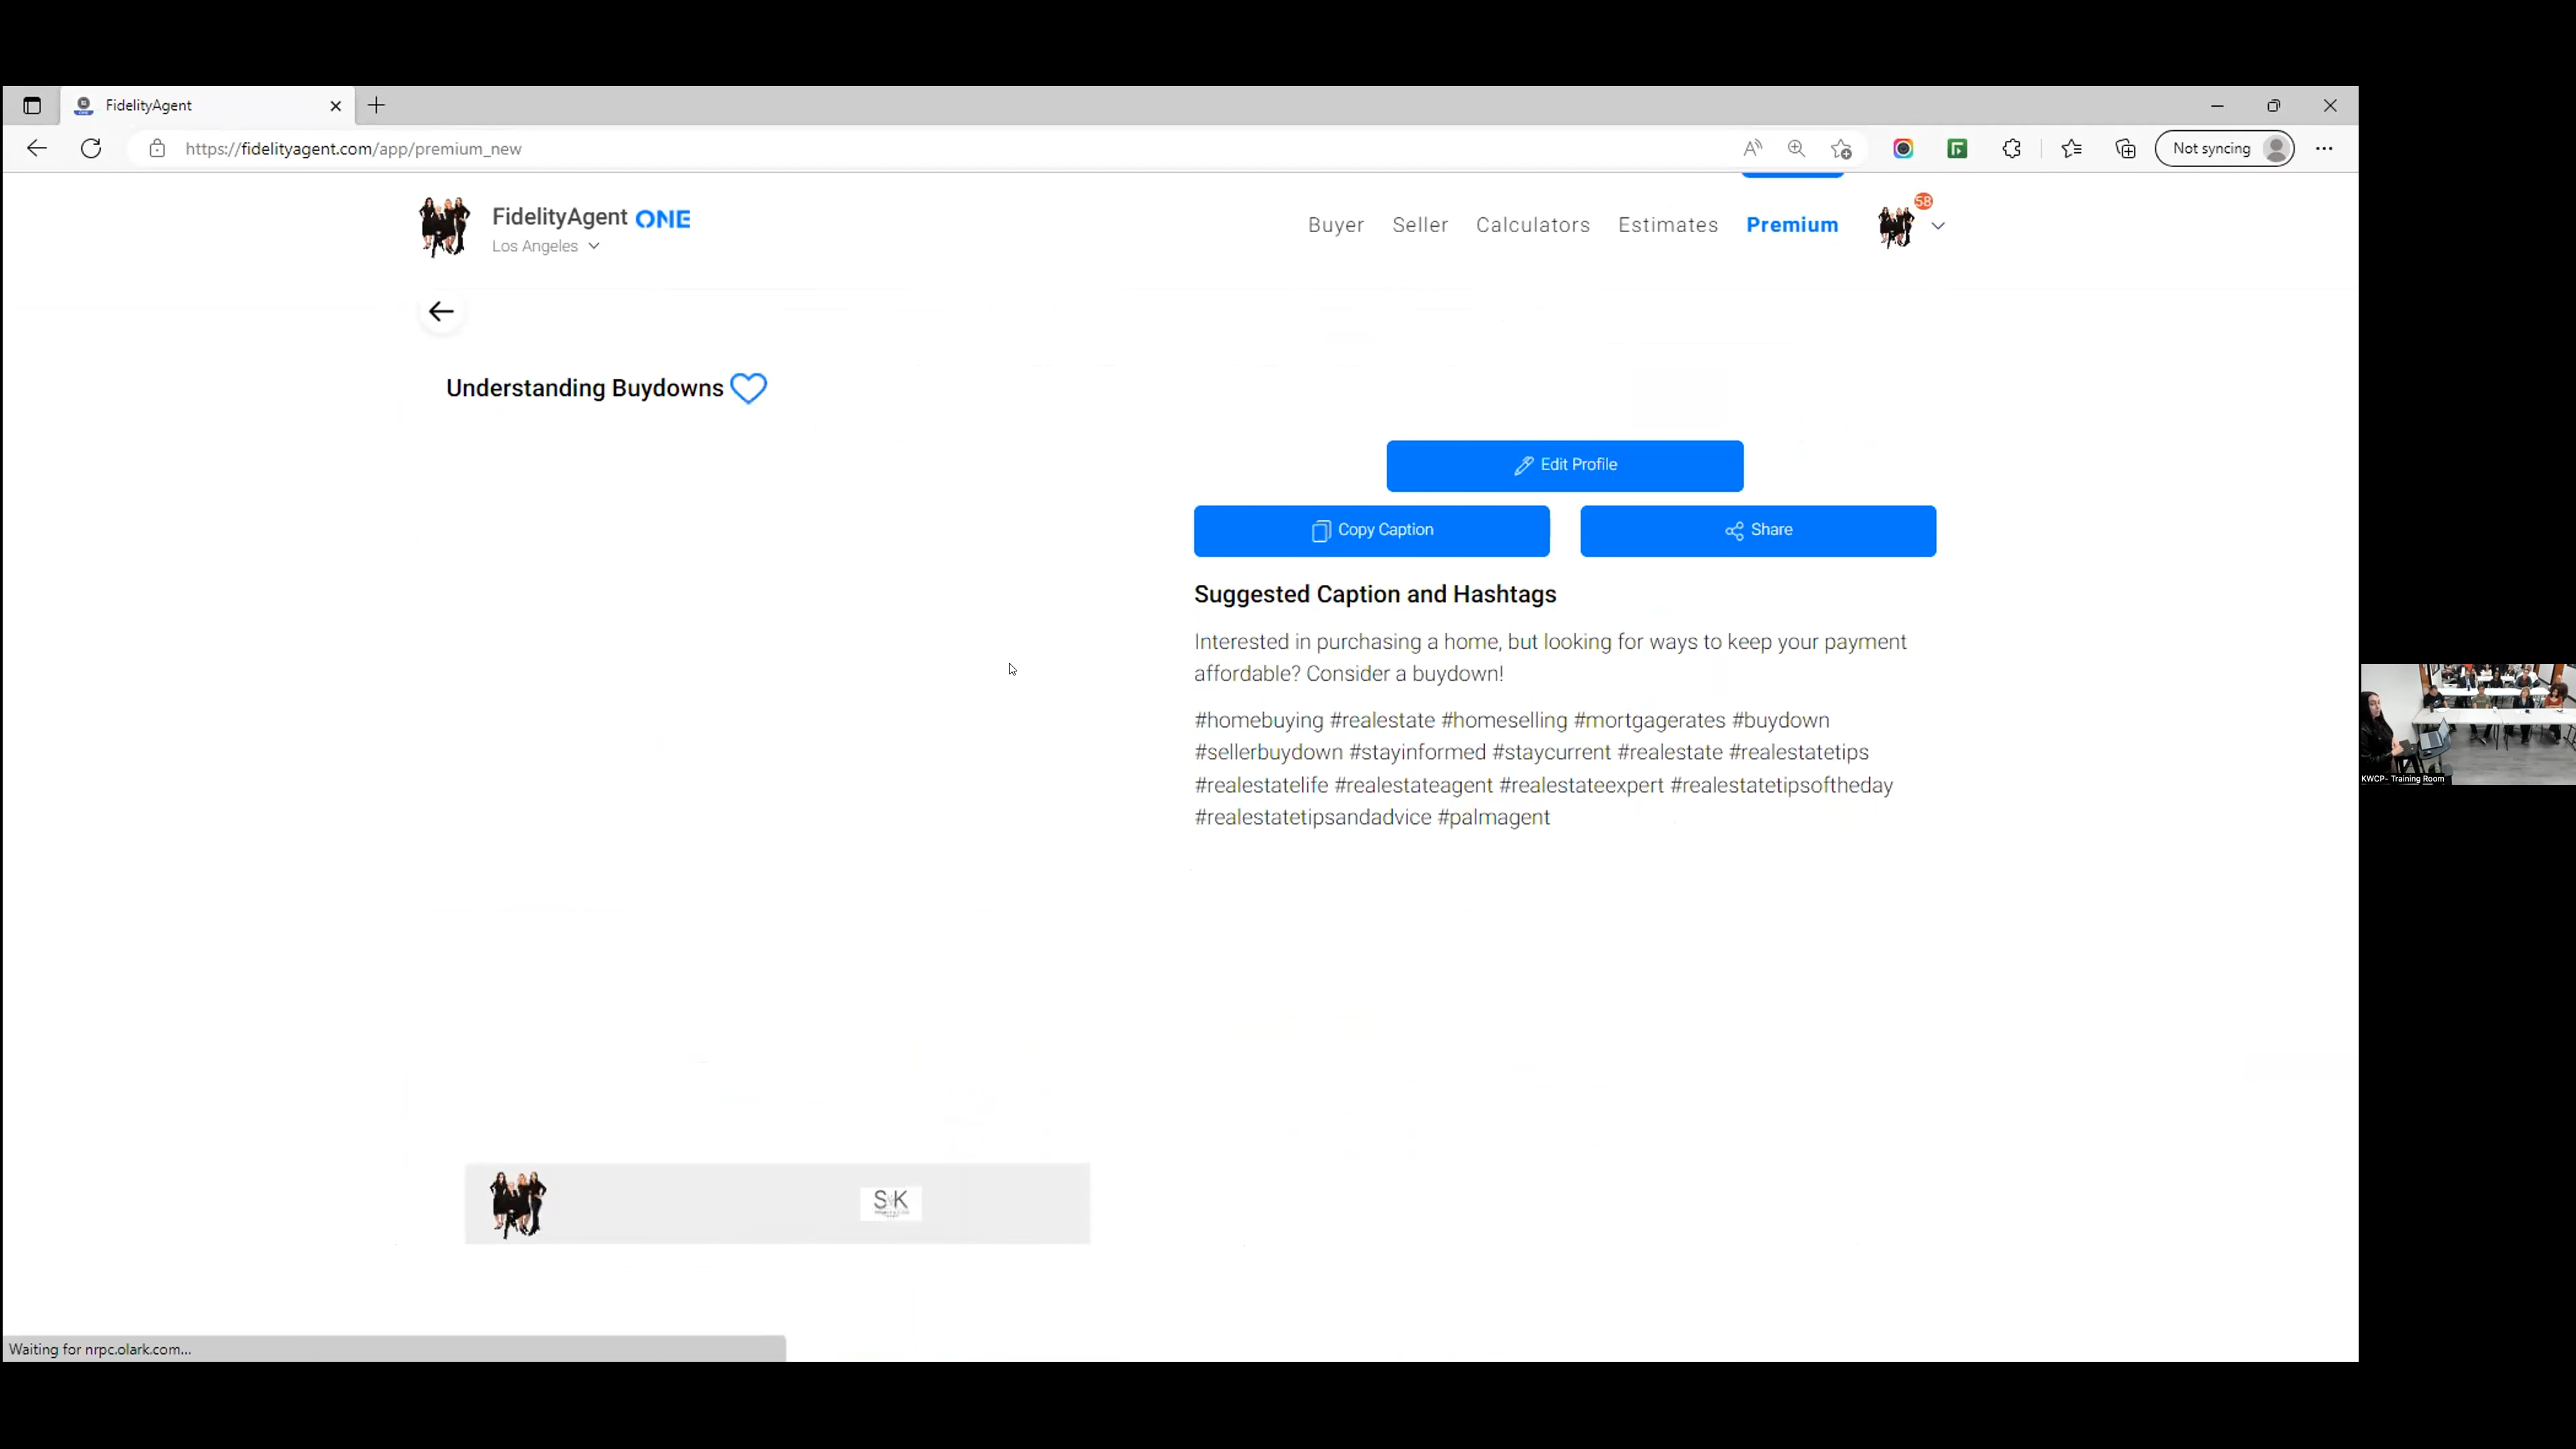 FidelityAgent
https://fidelityagent.com/app/premium_new
Not syncing
FidelityAgent ONE
Los Angeles
Buyer
Seller
Calculators
Estimates
Premium
58
Understanding Buydowns
Edit Profile
Copy Caption
Share
Suggested Caption and Hashtags
Interested in purchasing a home, but looking for ways to keep your payment
affordable? Consider a buydown!
#homebuying #realestate #homeselling #mortgagerates #buydown
#sellerbuydown #stayinformed #staycurrent #realestate #realestatetips
#realestatelife #realestateagent #realestateexpert #realestatetipsoftheday
#realestatetipsandadvice #palmagent
KWCP- Training Room
S&K
Waiting for nrpc.olark.com...